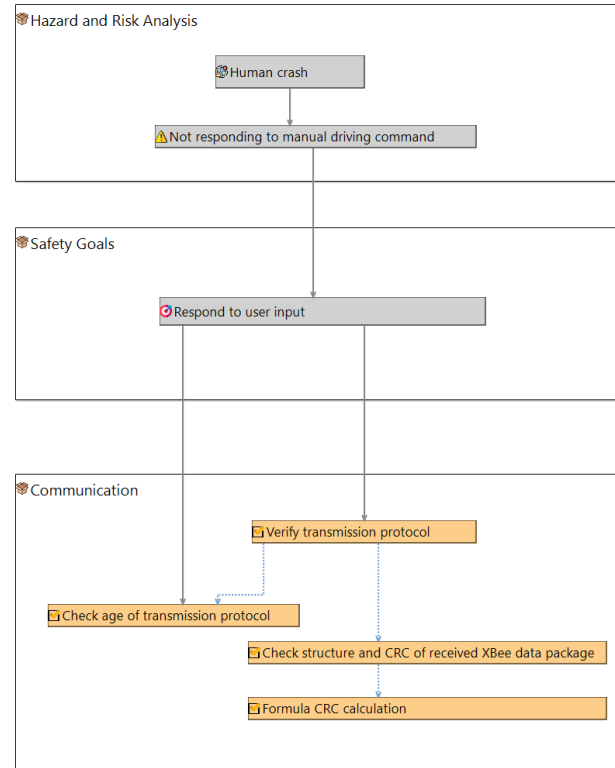 Hazard and Risk Analysis
Human crash
Not responding to manual driving command
Safety Goals
Respond to user input
Communication
Verify transmission protocol
Check age of transmission protocol
Check structure and CRC of received XBee data package
Formula CRC calculation